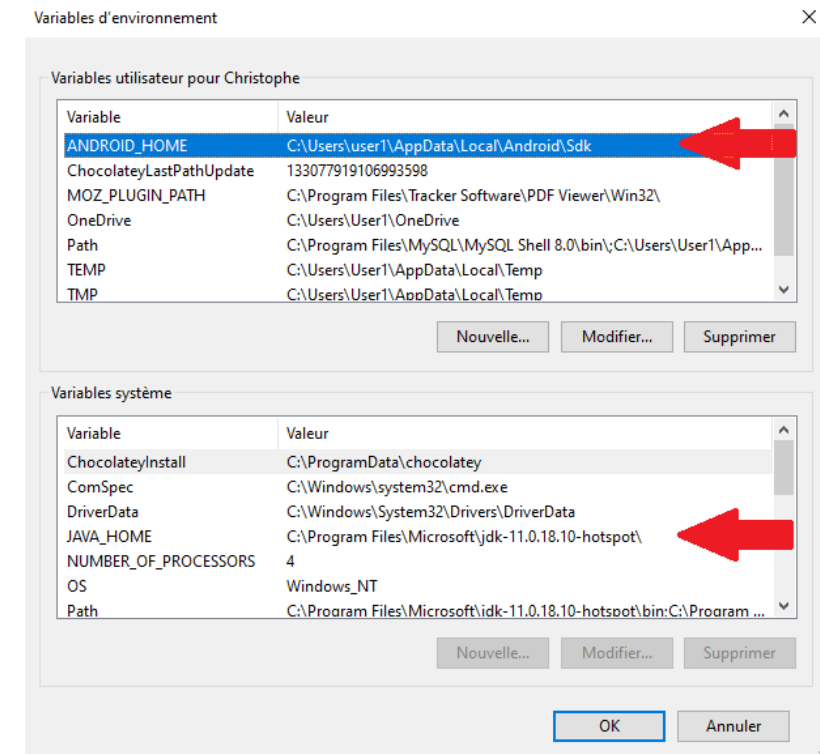 Variables d'environnement
Variables utilisateur pour Christophe
Variable Valeur
ANDROID_HOME C:\Users\user1\AppData\Local\Android\Sdk
ChocolateyLastPathUpdate 133077919106993598
MOZ_PLUGIN_PATH C:\Program Files\Tracker Software\PDF Viewer\Win32\
OneDrive C:\Users\User1\OneDrive
Path C:\Program Files\MySQL\MySQL Shell 8.0\bin\;C:\Users\User1\App...
TEMP C:\Users\User1\AppData\Local\Temp
TMP C:\Users\User1\AppData\Local\Temp
Nouvelle... Modifier... Supprimer
Variables système
Variable Valeur
ChocolateyInstall C:\ProgramData\chocolatey
ComSpec C:\Windows\system32\cmd.exe
DriverData C:\Windows\System32\Drivers\DriverData
JAVA_HOME C:\Program Files\Microsoft\jdk-11.0.18.10-hotspot\
NUMBER_OF_PROCESSORS 4
OS Windows_NT
Path C:\Program Files\Microsoft\jdk-11.0.18.10-hotspot\bin;C:\Program ...
Nouvelle... Modifier... Supprimer
OK Annuler